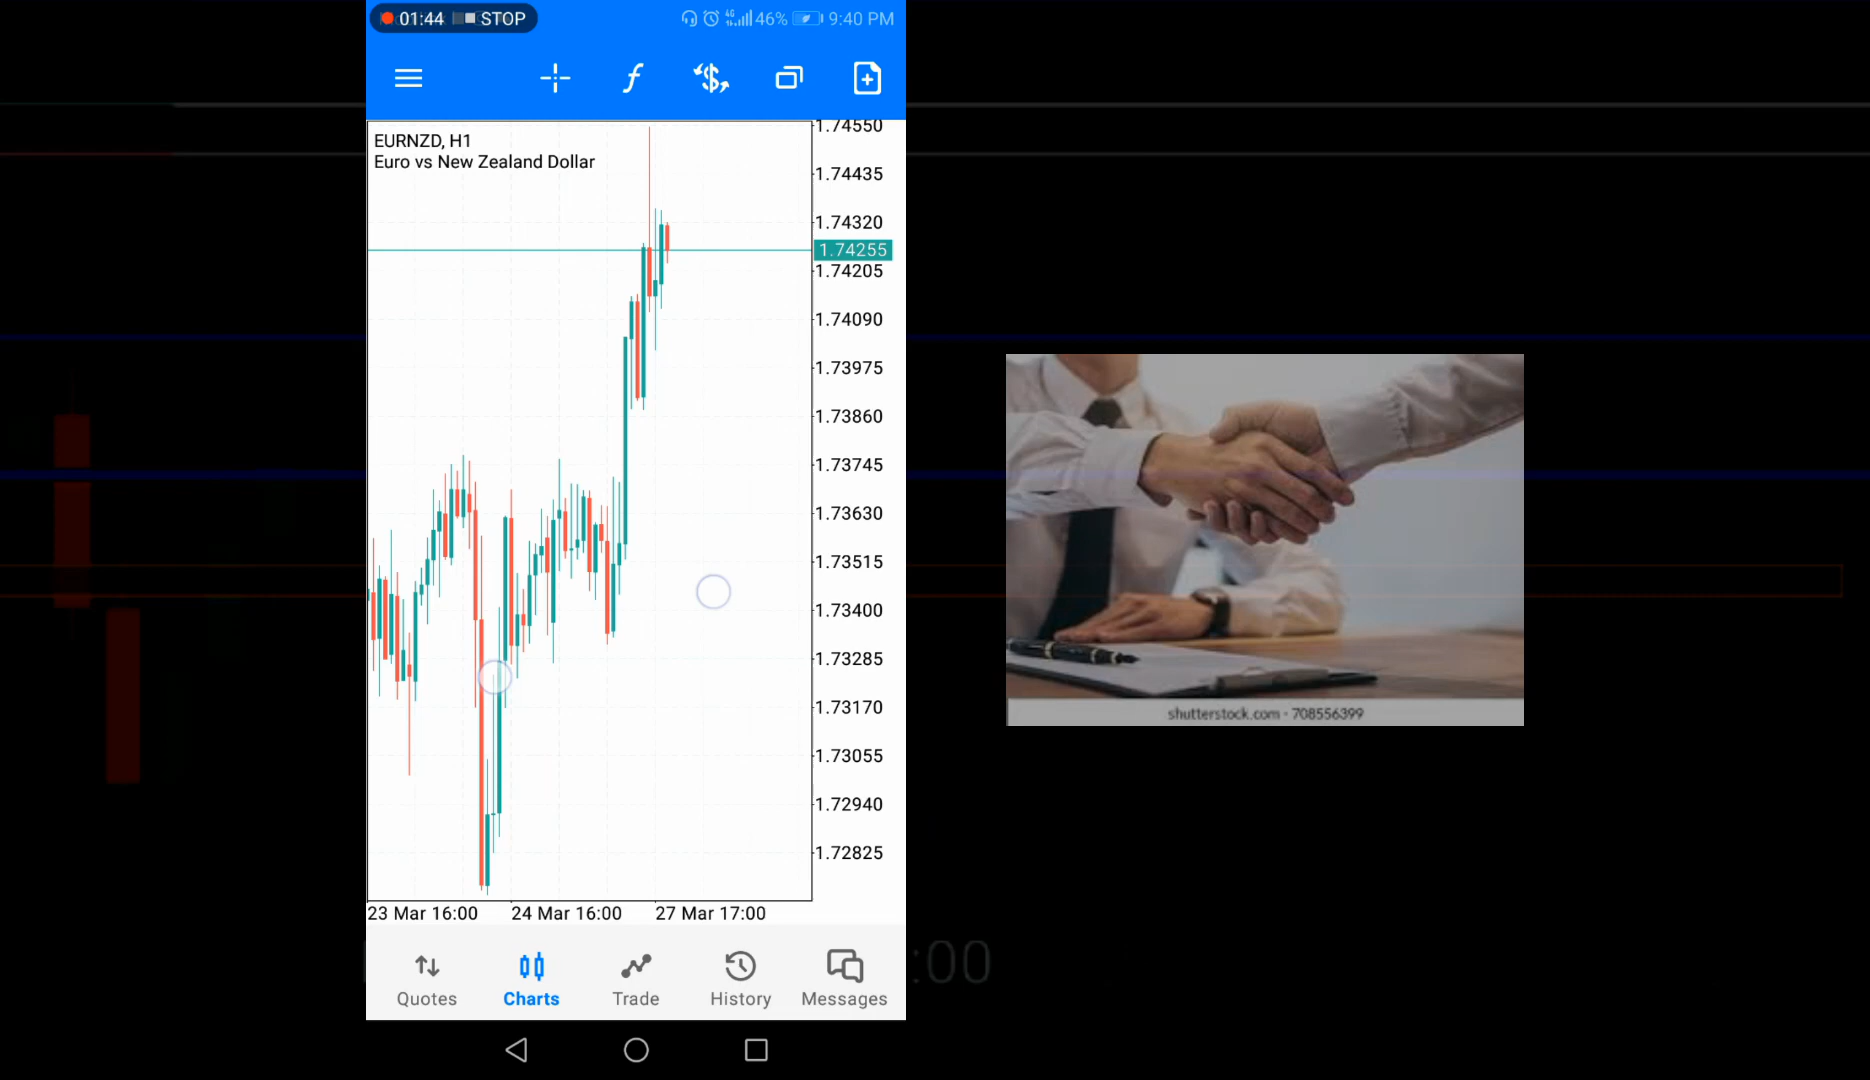 01:44 STOP
4G 46% 9:40 PM
EURNZD, H1
Euro vs New Zealand Dollar
1.74550
1.74435
1.74320
1.74255
1.74205
1.74090
1.73975
1.73860
1.73745
1.73630
1.73515
1.73400
1.73285
1.73170
1.73055
1.72940
1.72825
23 Mar 16:00
24 Mar 16:00
27 Mar 17:00
Quotes
Charts
Trade
History
Messages
:00
shutterstock.com · 708556399